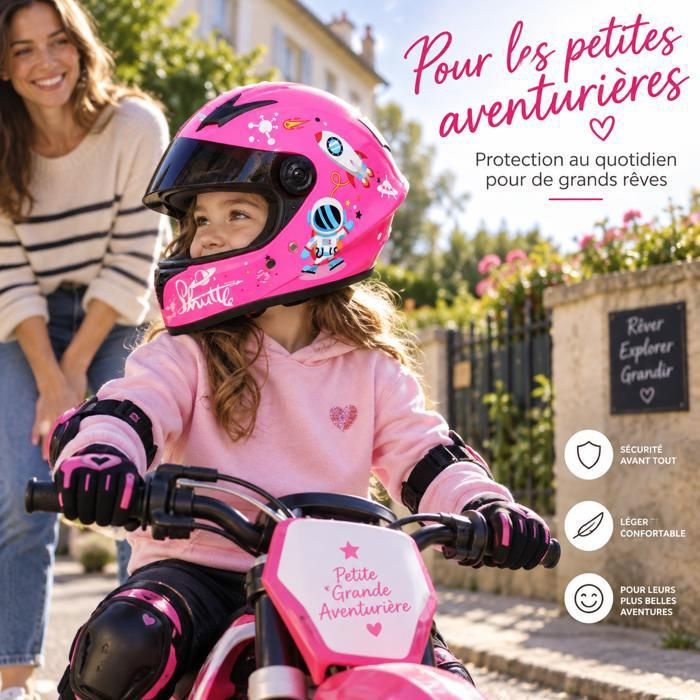 Pour les petites
aventurières
Protection au quotidien
pour de grands rêves
Rêver
Explorer
Grandir
SÉCURITÉ
AVANT TOUT
LÉGER
CONFORTABLE
POUR LEURS
PLUS BELLES
AVENTURES
Shuttle
Petite
Grande
Aventurière